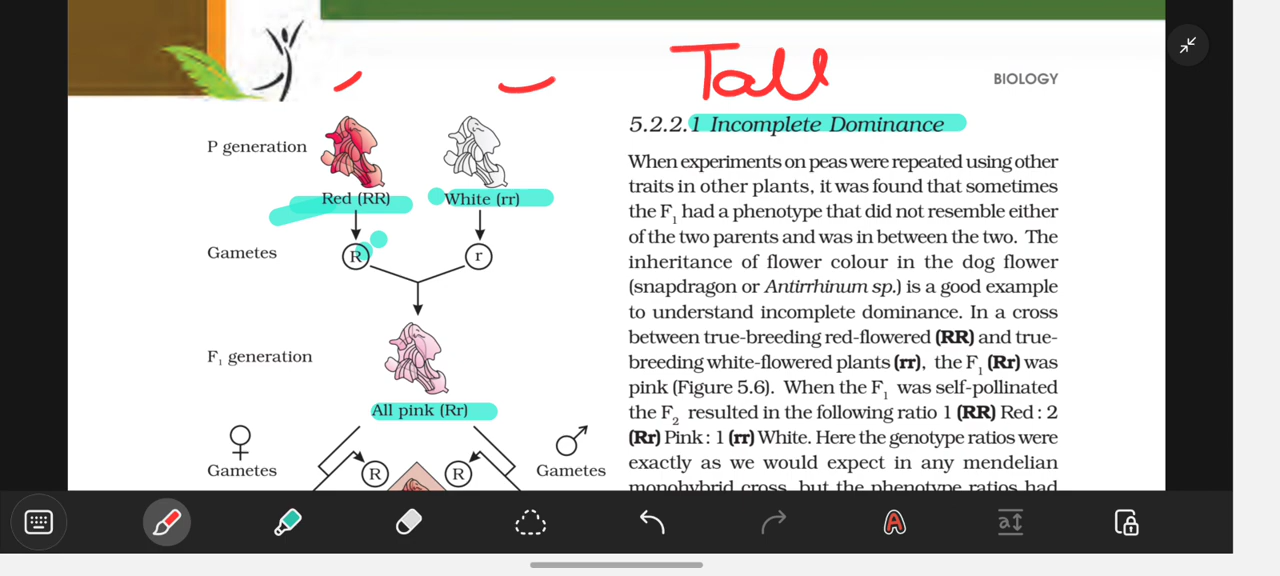 Tall
BIOLOGY
P generation
Red (RR)
White (rr)
Gametes
R
r
F1 generation
All pink (Rr)
Gametes
R
R
Gametes
5.2.2.1 Incomplete Dominance
When experiments on peas were repeated using other
traits in other plants, it was found that sometimes
the F1 had a phenotype that did not resemble either
of the two parents and was in between the two. The
inheritance of flower colour in the dog flower
(snapdragon or Antirrhinum sp.) is a good example
to understand incomplete dominance. In a cross
between true-breeding red-flowered (RR) and true-
breeding white-flowered plants (rr), the F1 (Rr) was
pink (Figure 5.6). When the F1 was self-pollinated
the F2 resulted in the following ratio 1 (RR) Red : 2
(Rr) Pink : 1 (rr) White. Here the genotype ratios were
exactly as we would expect in any mendelian
monohybrid cross, but the phenotype ratios had
A
a